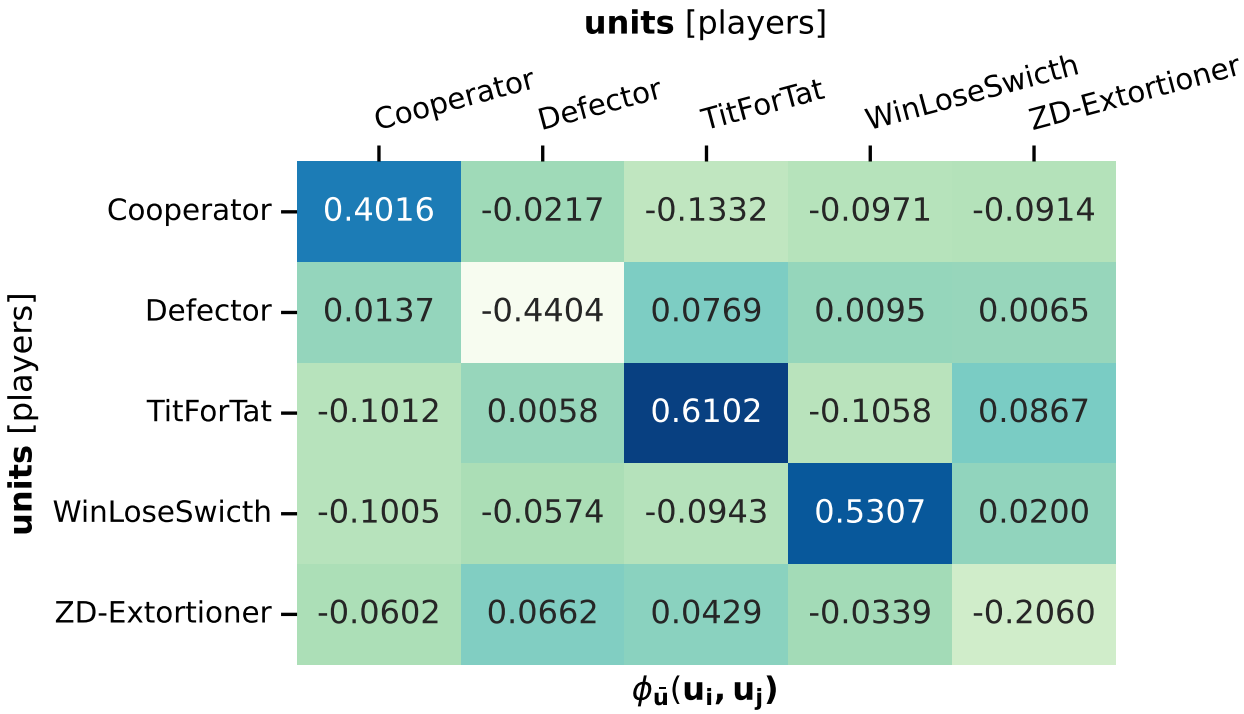 units [players]
Cooperator Defector TitForTat WinLoseSwicth ZD-Extortioner
units [players]
Cooperator 0.4016 -0.0217 -0.1332 -0.0971 -0.0914
Defector 0.0137 -0.4404 0.0769 0.0095 0.0065
TitForTat -0.1012 0.0058 0.6102 -0.1058 0.0867
WinLoseSwicth -0.1005 -0.0574 -0.0943 0.5307 0.0200
ZD-Extortioner -0.0602 0.0662 0.0429 -0.0339 -0.2060
ϕū(ui, uj)